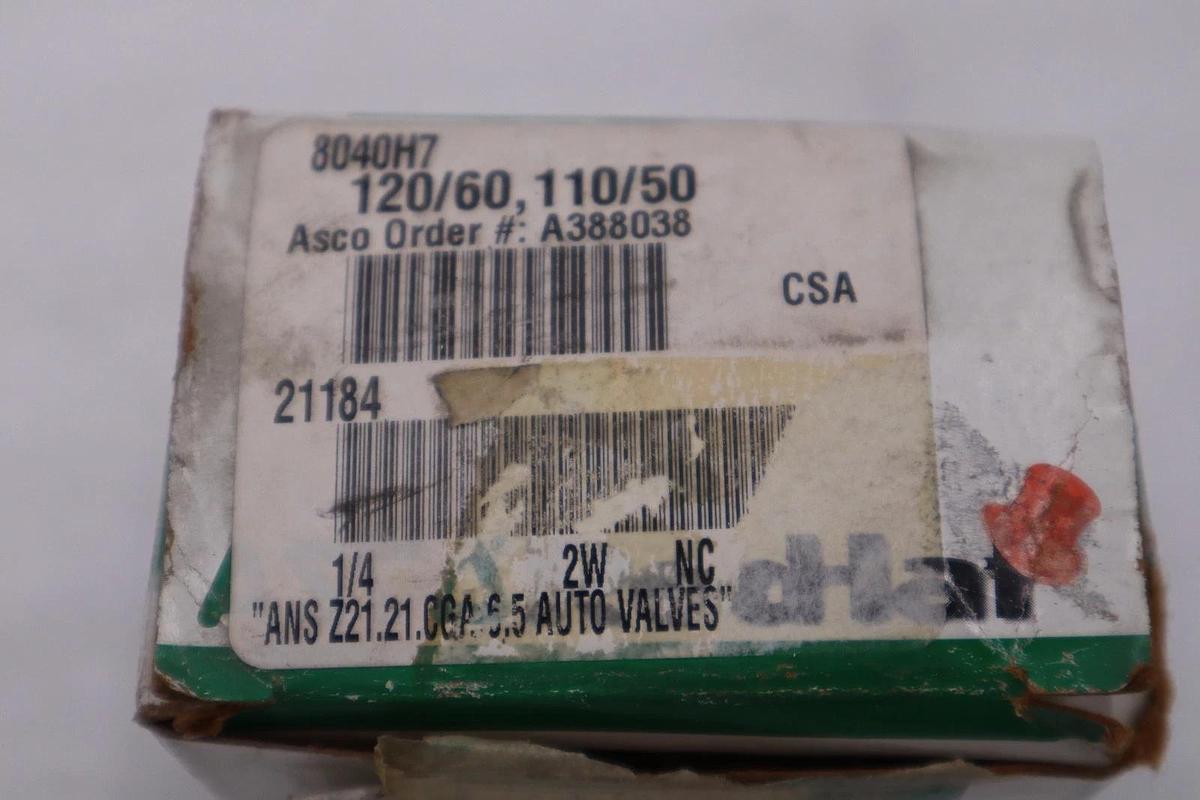 8040H7
120/60, 110/50
Asco Order #: A388038
CSA
21184
1/4 2W NC
"ANS Z21.21.CGA 6.5 AUTO VALVES"
dHat